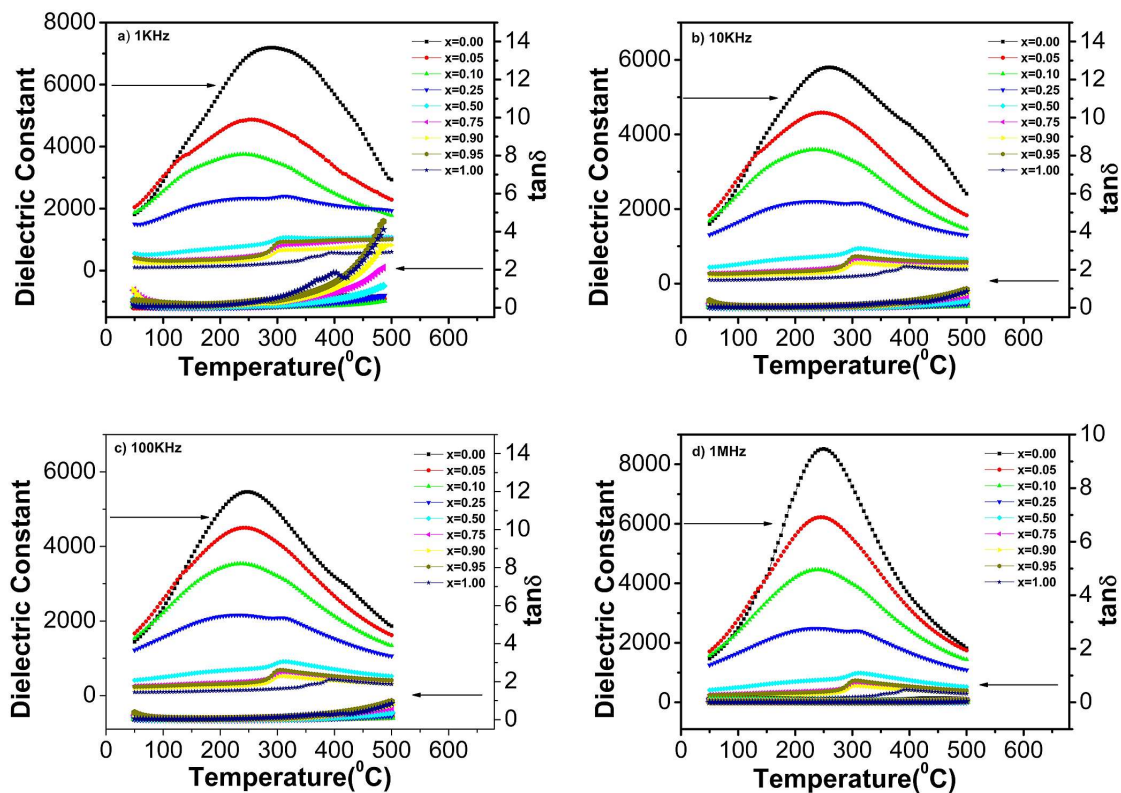 a) 1KHz
8000
6000
4000
2000
0
Dielectric Constant
x=0.00
x=0.05
x=0.10
x=0.25
x=0.50
x=0.75
x=0.90
x=0.95
x=1.00
14
12
10
8
6
4
2
0
tanδ
0 100 200 300 400 500 600
Temperature(⁰C)
b) 10KHz
6000
4000
2000
0
Dielectric Constant
x=0.00
x=0.05
x=0.10
x=0.25
x=0.50
x=0.75
x=0.90
x=0.95
x=1.00
14
12
10
8
6
4
2
0
tanδ
0 100 200 300 400 500 600
Temperature(⁰C)
c) 100KHz
6000
4000
2000
0
Dielectric Constant
x=0.00
x=0.05
x=0.10
x=0.25
x=0.50
x=0.75
x=0.90
x=0.95
x=1.00
14
12
10
8
6
4
2
0
tanδ
0 100 200 300 400 500 600
Temperature(⁰C)
d) 1MHz
8000
6000
4000
2000
0
Dielectric Constant
x=0.00
x=0.05
x=0.10
x=0.25
x=0.50
x=0.75
x=0.90
x=0.95
x=1.00
10
8
6
4
2
0
tanδ
0 100 200 300 400 500 600
Temperature(⁰C)